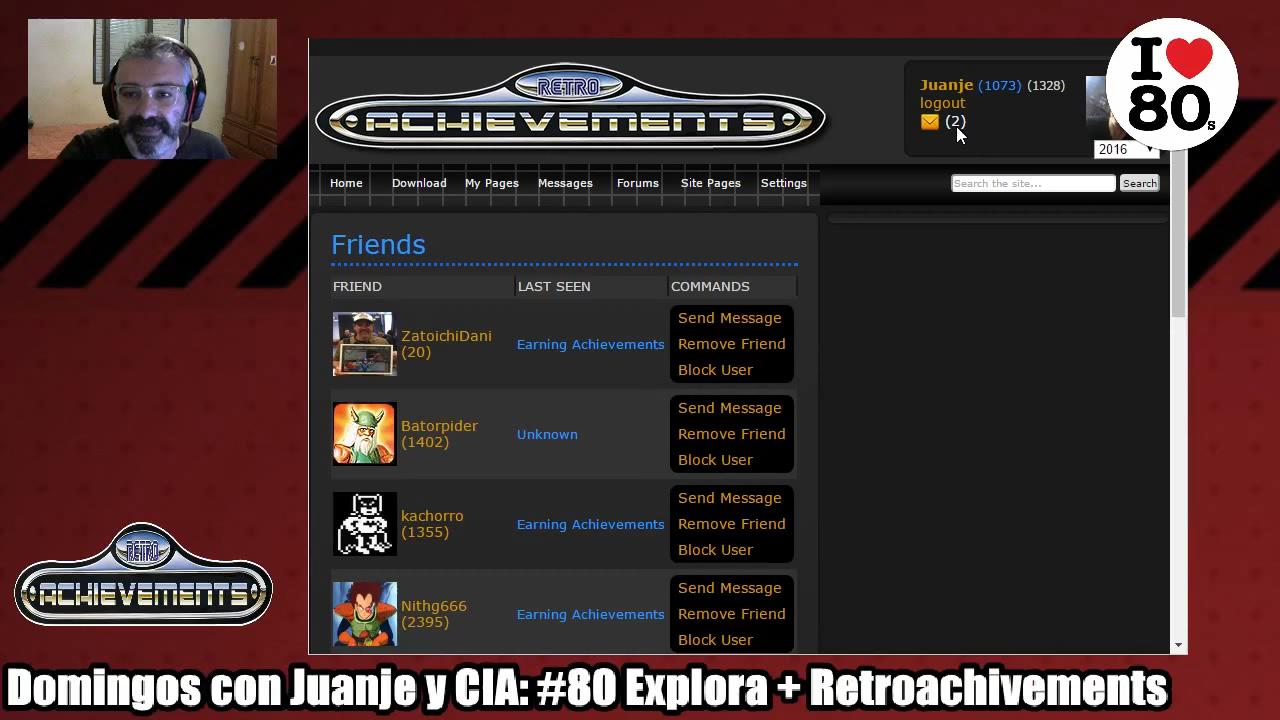 RETRO
ACHIEVEMENTS
Juanje (1073) (1328)
logout
(2)
I
80s
2016
Home Download My Pages Messages Forums Site Pages Settings
Search the site... Search
Friends
FRIEND LAST SEEN COMMANDS
ZatoichiDani
(20)
Earning Achievements
Send Message
Remove Friend
Block User
Batorpider
(1402)
Unknown
Send Message
Remove Friend
Block User
kachorro
(1355)
Earning Achievements
Send Message
Remove Friend
Block User
Nithg666
(2395)
Earning Achievements
Send Message
Remove Friend
Block User
RETRO
ACHIEVEMENTS
Domingos con Juanje y CIA: #80 Explora + Retroachivements